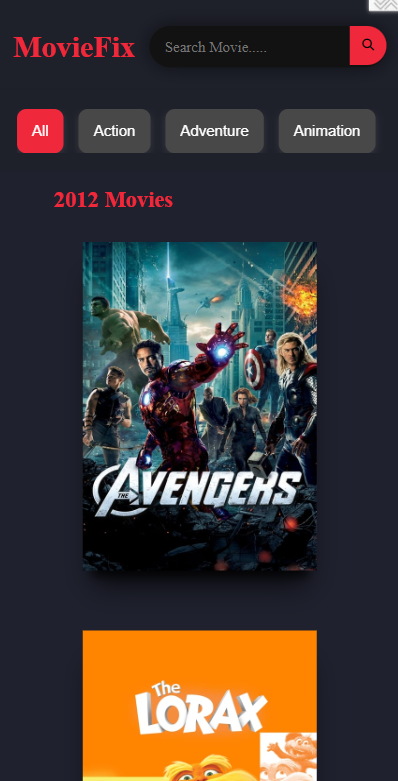 MovieFix
Search Movie.....
All Action Adventure Animation
2012 Movies
THE AVENGERS
The
LORAX